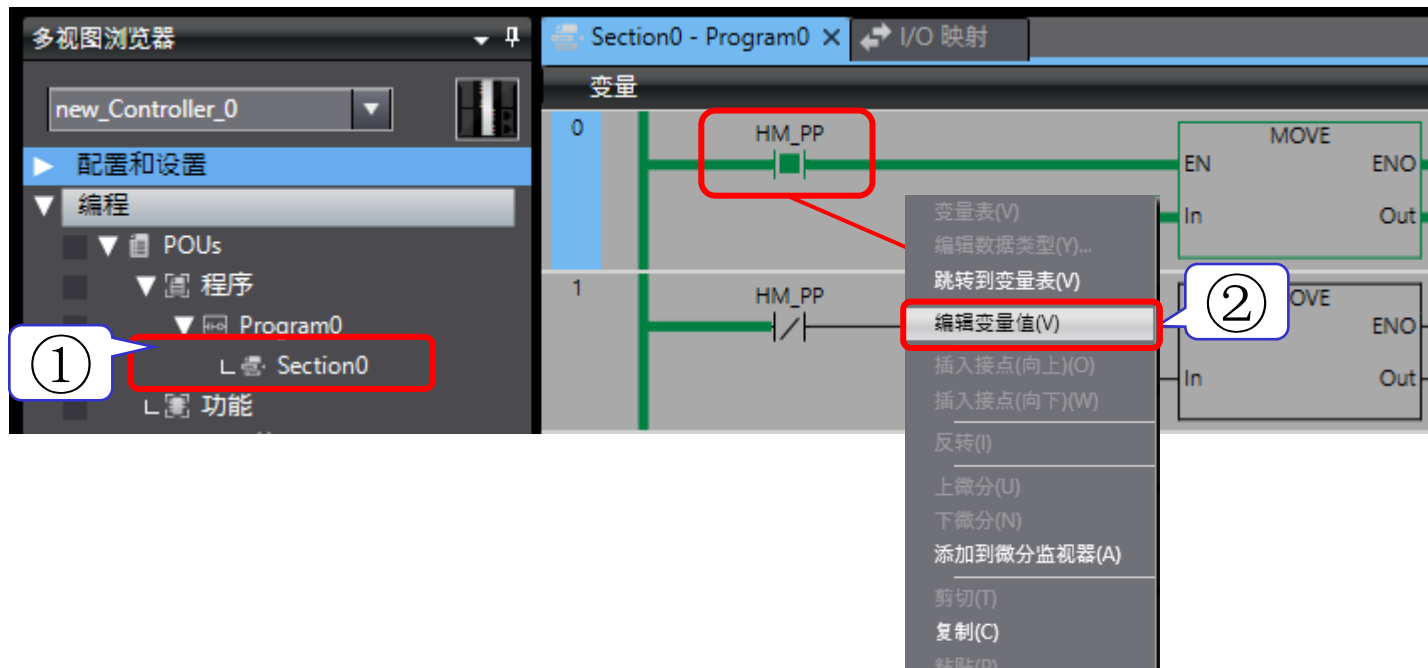 多视图浏览器
new_Controller_0
配置和设置
编程
POUs
程序
Program0
Section0
功能
①
Section0 - Program0
I/O 映射
变量
0
HM_PP
MOVE
EN
ENO
In
Out
1
HM_PP
OVE
ENO
In
Out
变量表(V)
编辑数据类型(Y)...
跳转到变量表(V)
编辑变量值(V)
②
插入接点(向上)(O)
插入接点(向下)(W)
反转(I)
上微分(U)
下微分(N)
添加到微分监视器(A)
剪切(T)
复制(C)
粘贴(P)